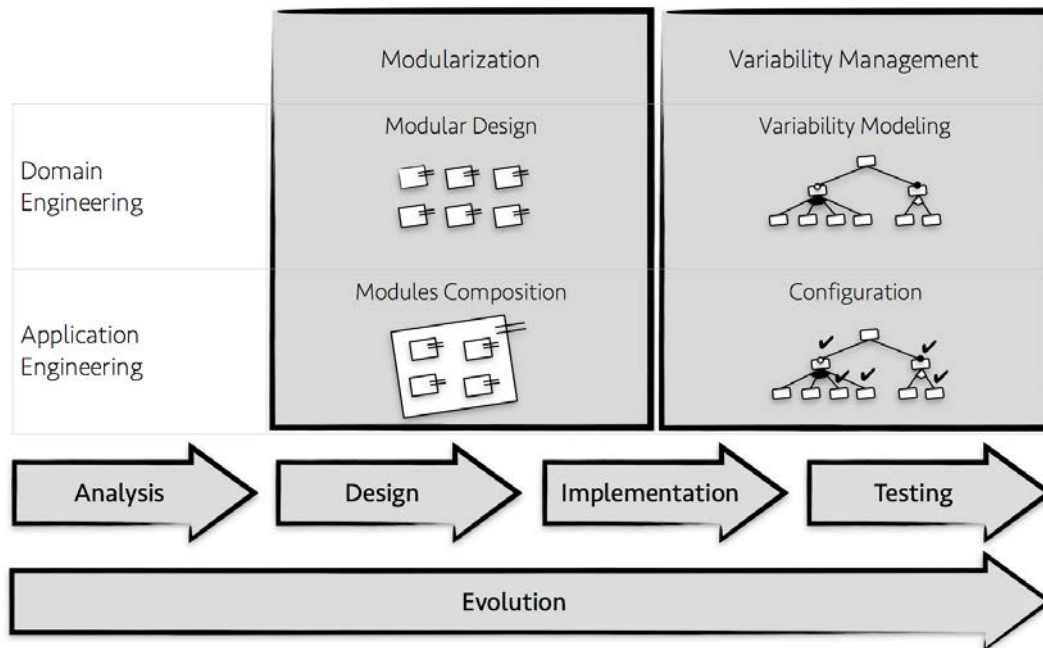 Modularization
Variability Management
Domain
Engineering
Modular Design
Variability Modeling
Application
Engineering
Modules Composition
Configuration
Analysis
Design
Implementation
Testing
Evolution